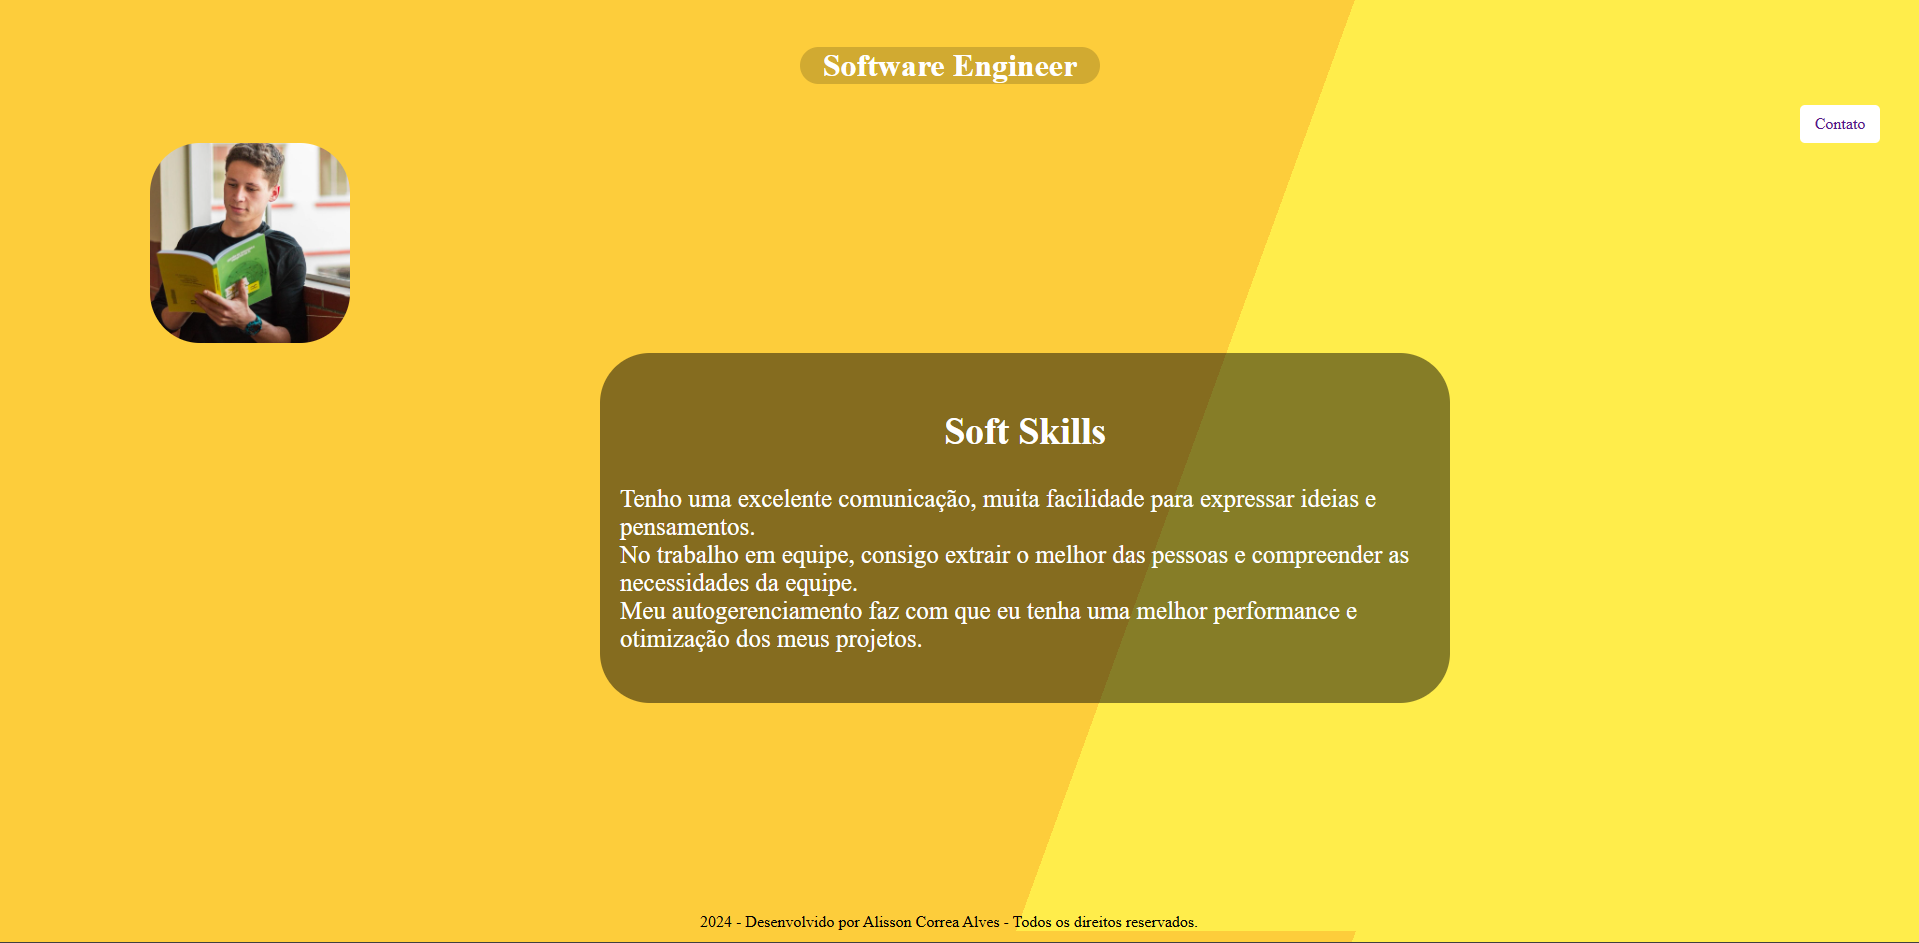 Software Engineer
Contato
Soft Skills
Tenho uma excelente comunicação, muita facilidade para expressar ideias e
pensamentos.
No trabalho em equipe, consigo extrair o melhor das pessoas e compreender as
necessidades da equipe.
Meu autogerenciamento faz com que eu tenha uma melhor performance e
otimização dos meus projetos.
2024 - Desenvolvido por Alisson Correa Alves - Todos os direitos reservados.